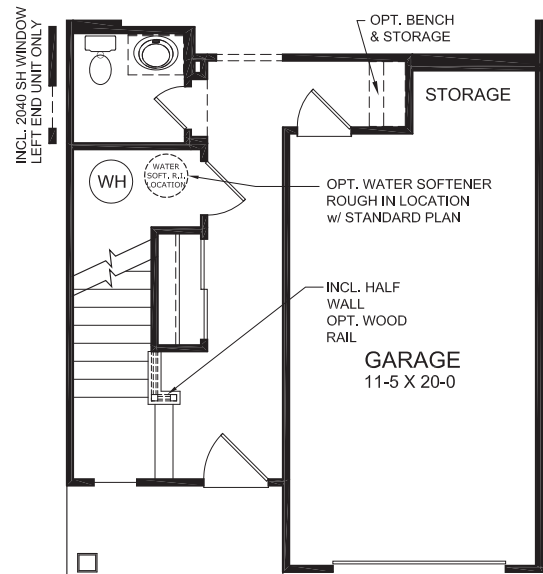 INCL. 2040 SH WINDOW
LEFT END UNIT ONLY
OPT. BENCH
& STORAGE
STORAGE
WH
WATER
SOFT. R.I.
LOCATION
OPT. WATER SOFTENER
ROUGH IN LOCATION
w/ STANDARD PLAN
INCL. HALF
WALL
OPT. WOOD
RAIL
GARAGE
11-5 X 20-0